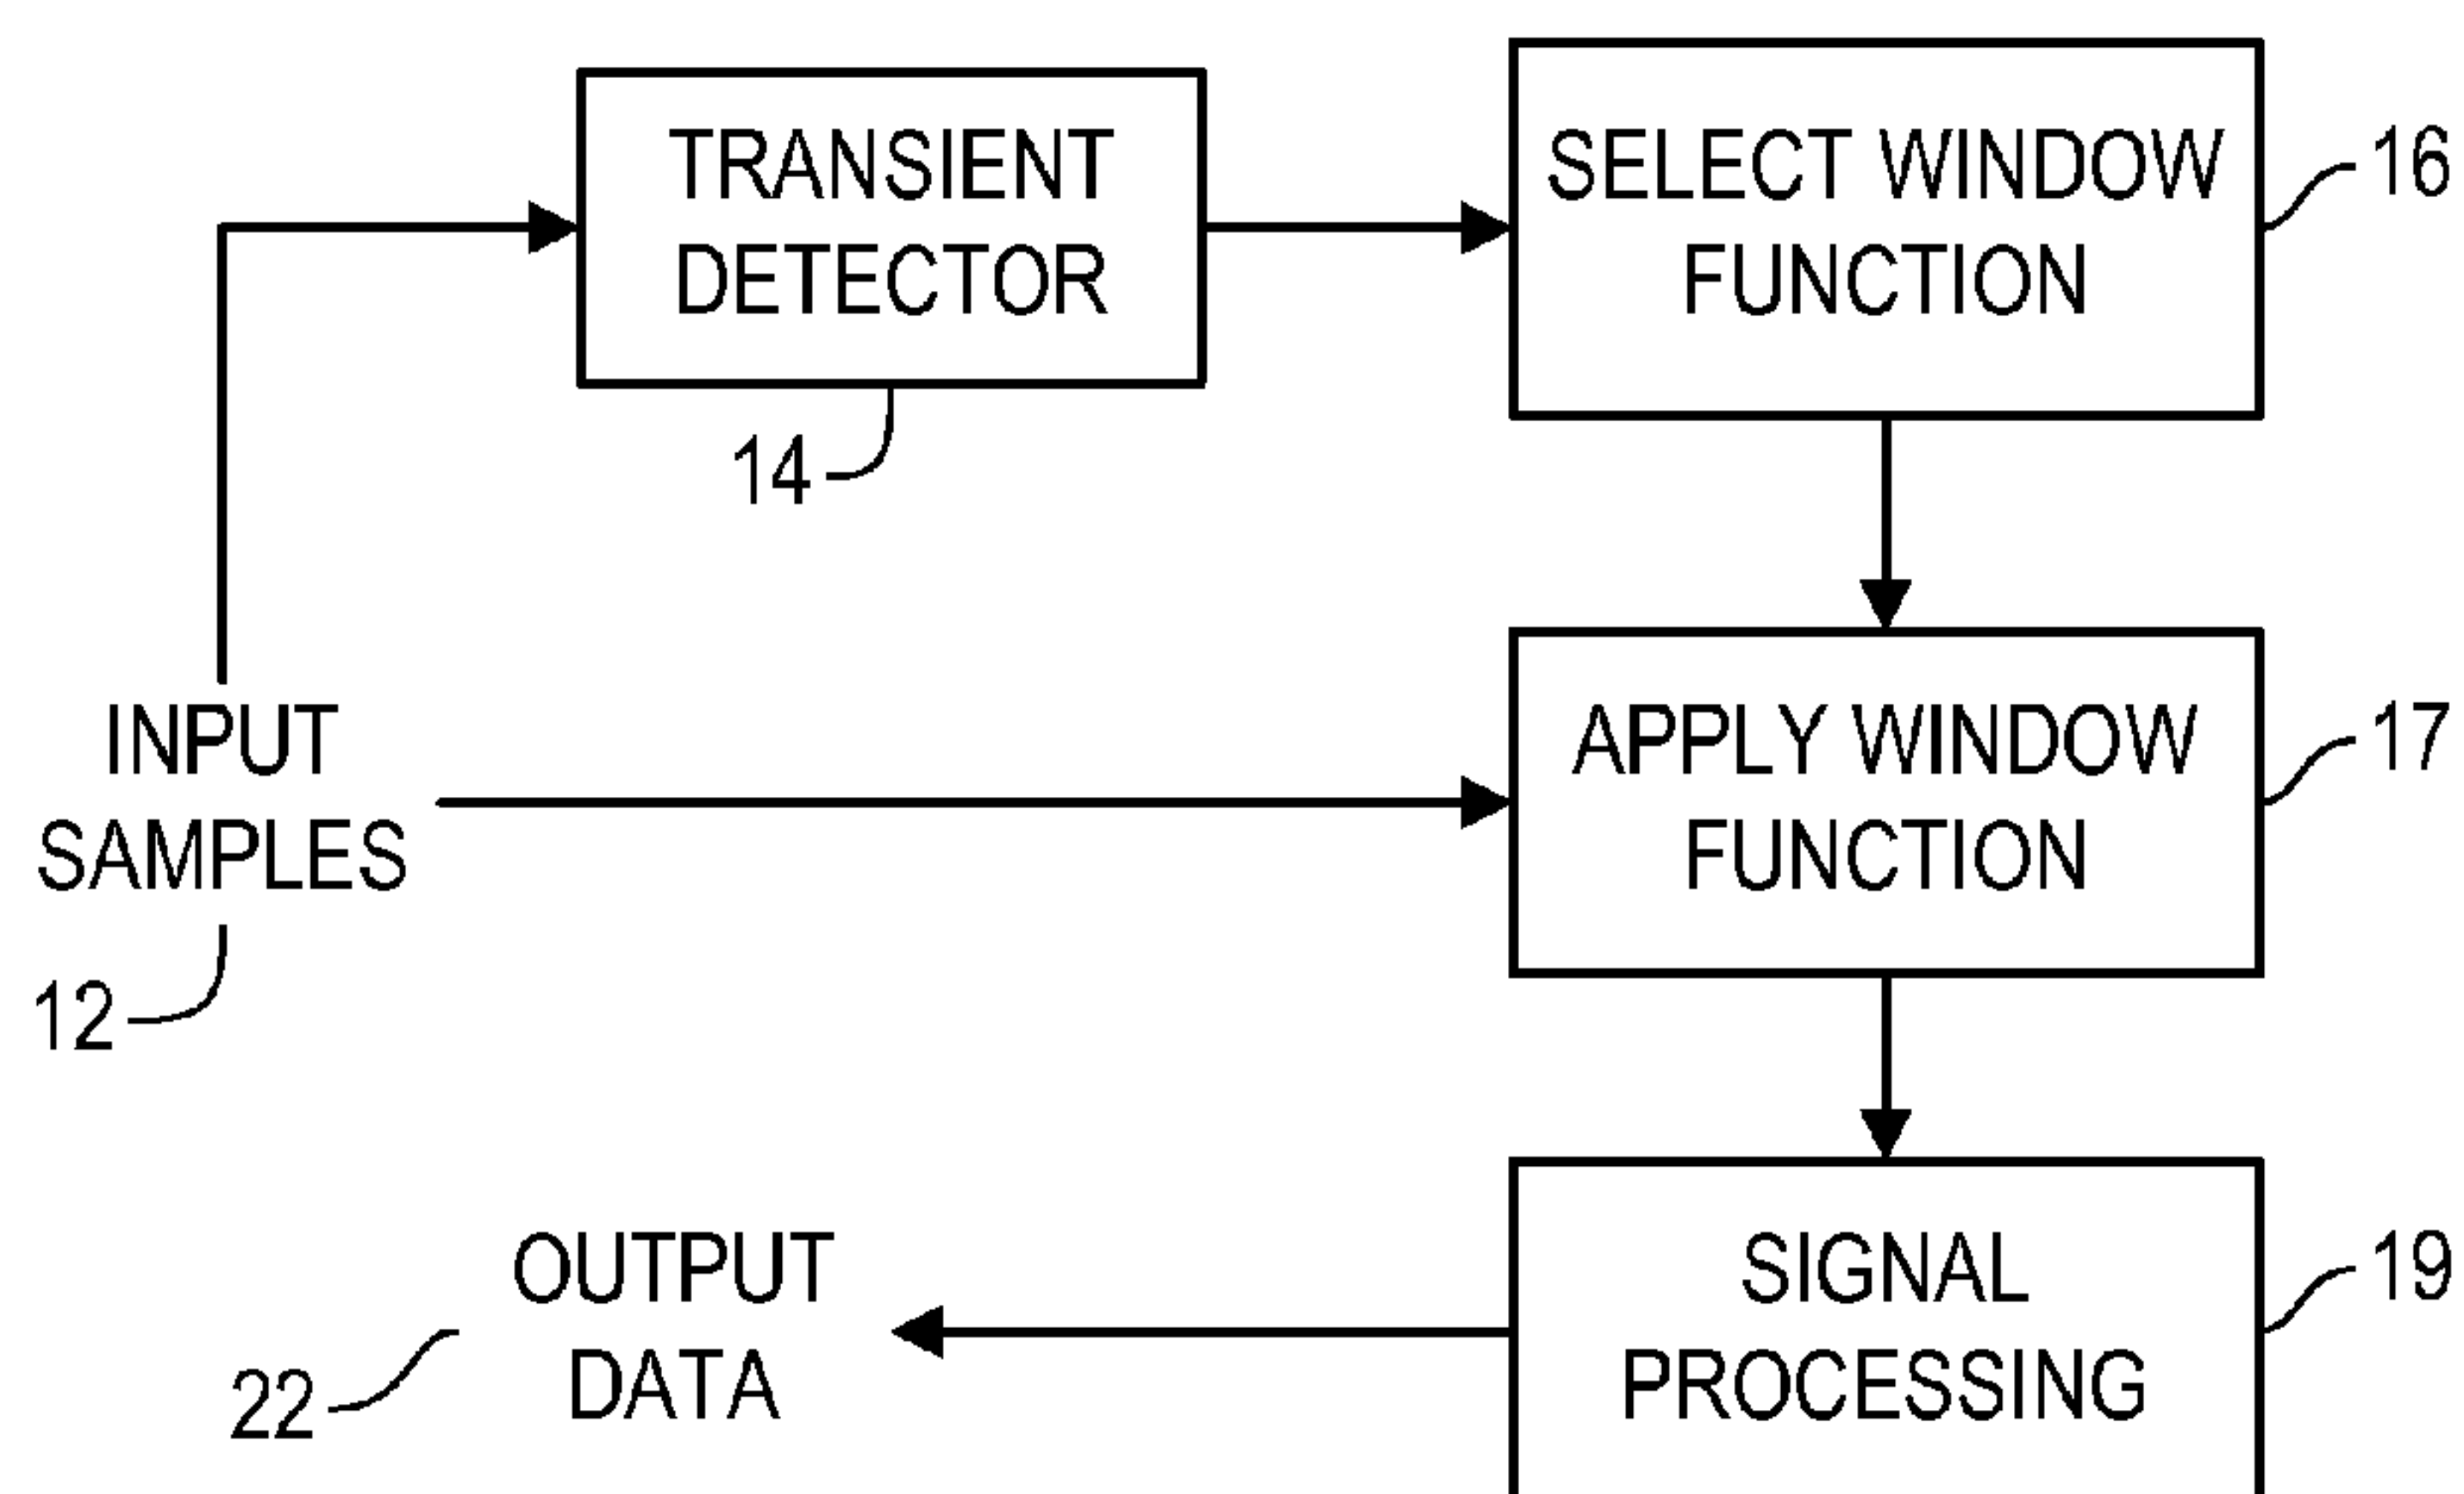 TRANSIENT
DETECTOR
14
SELECT WINDOW
FUNCTION
16
INPUT
SAMPLES
12
APPLY WINDOW
FUNCTION
17
OUTPUT
DATA
22
SIGNAL
PROCESSING
19